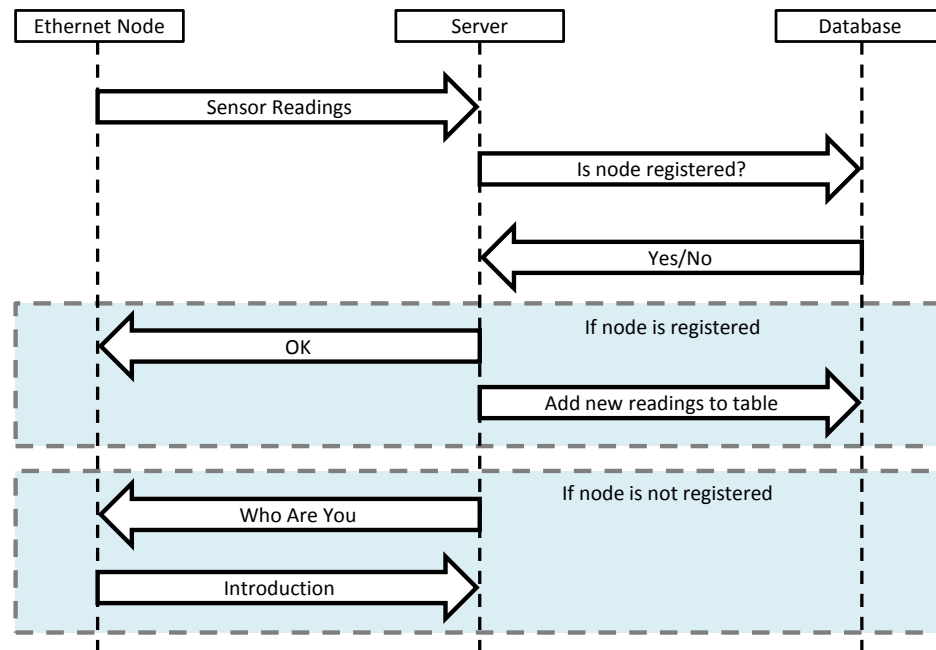 Ethernet Node
Server
Database
Sensor Readings
Is node registered?
Yes/No
If node is registered
OK
Add new readings to table
If node is not registered
Who Are You
Introduction